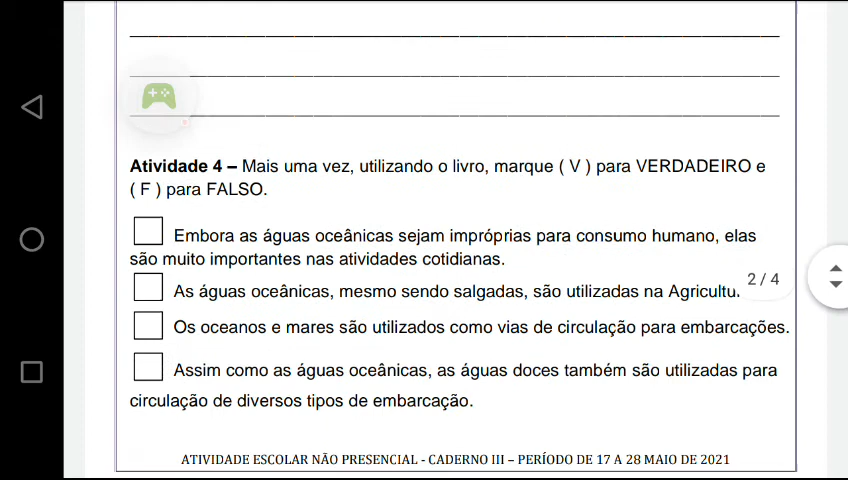 Atividade 4 – Mais uma vez, utilizando o livro, marque ( V ) para VERDADEIRO e
( F ) para FALSO.
Embora as águas oceânicas sejam impróprias para consumo humano, elas
são muito importantes nas atividades cotidianas.
As águas oceânicas, mesmo sendo salgadas, são utilizadas na
2 / 4
Os oceanos e mares são utilizados como vias de circulação para embarcações.
Assim como as águas oceânicas, as águas doces também são utilizadas para
circulação de diversos tipos de embarcação.
ATIVIDADE ESCOLAR NÃO PRESENCIAL - CADERNO III – PERÍODO DE 17 A 28 MAIO DE 2021